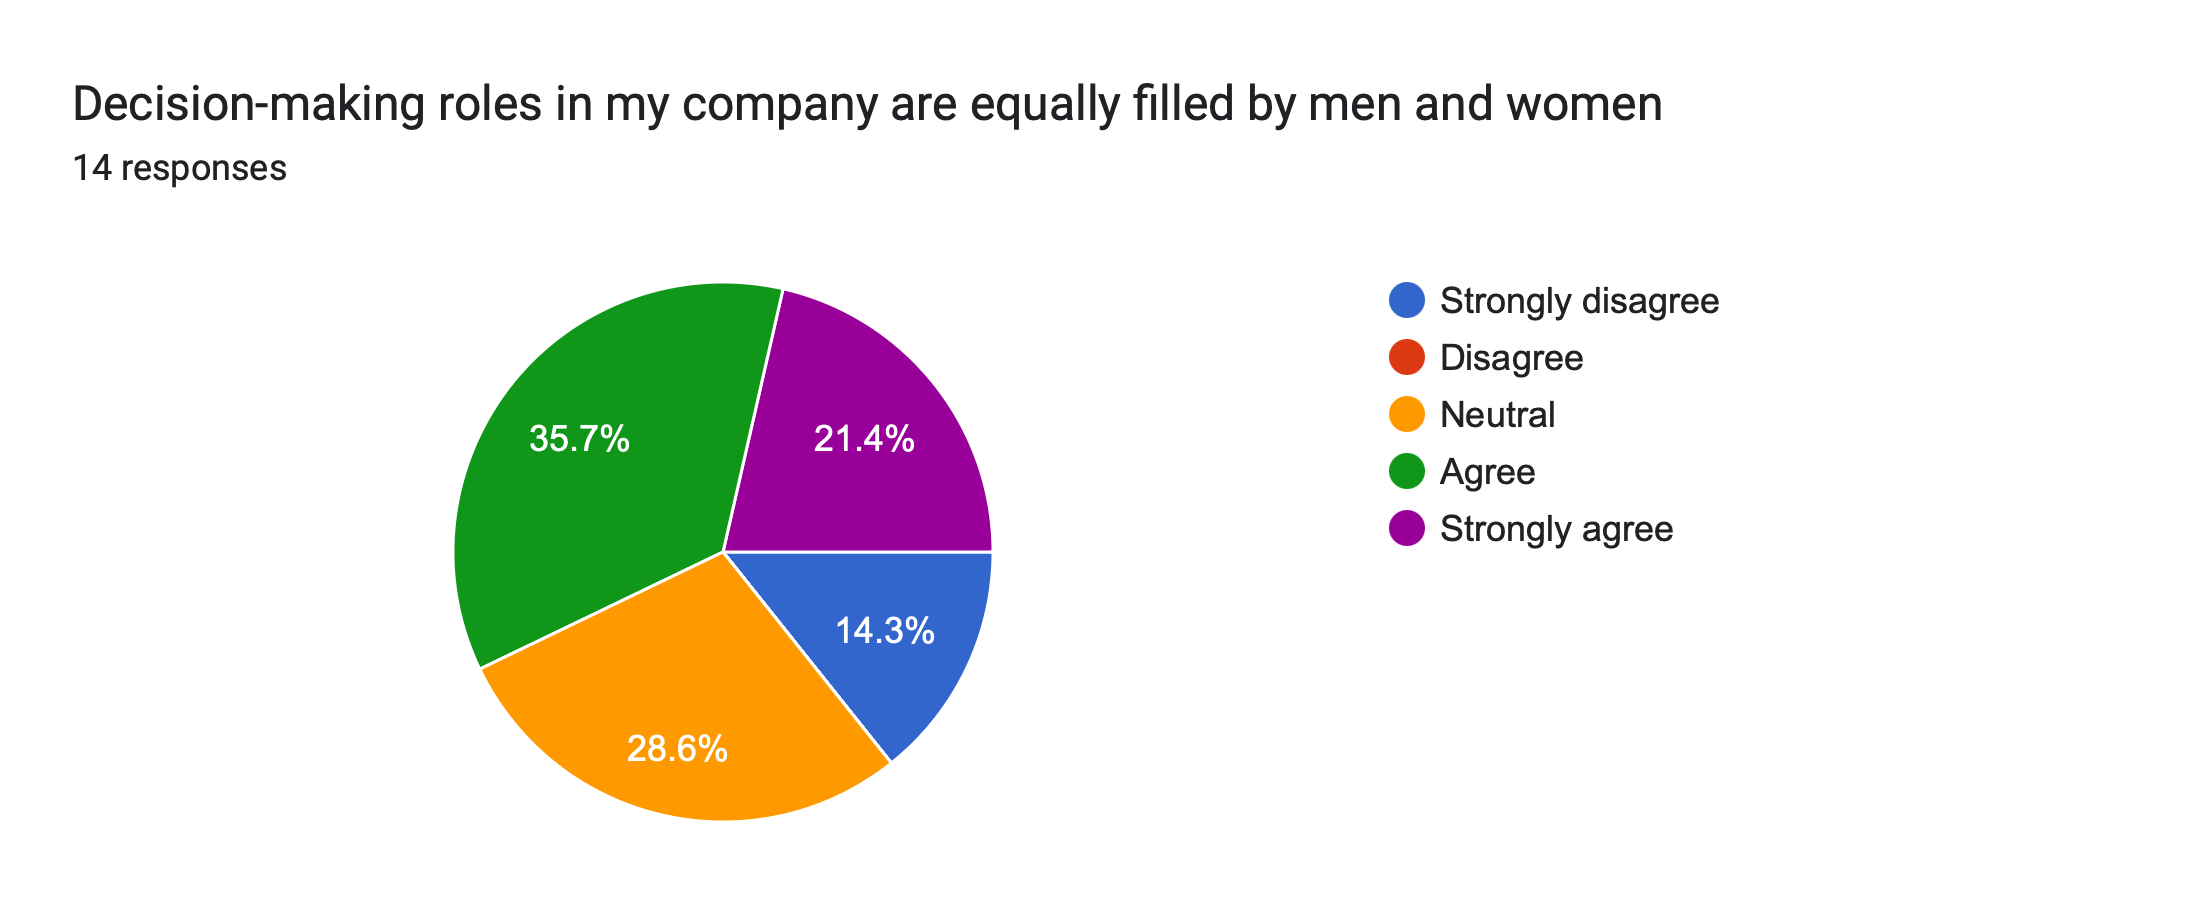 Decision-making roles in my company are equally filled by men and women
14 responses
35.7%
21.4%
14.3%
28.6%
Strongly disagree
Disagree
Neutral
Agree
Strongly agree